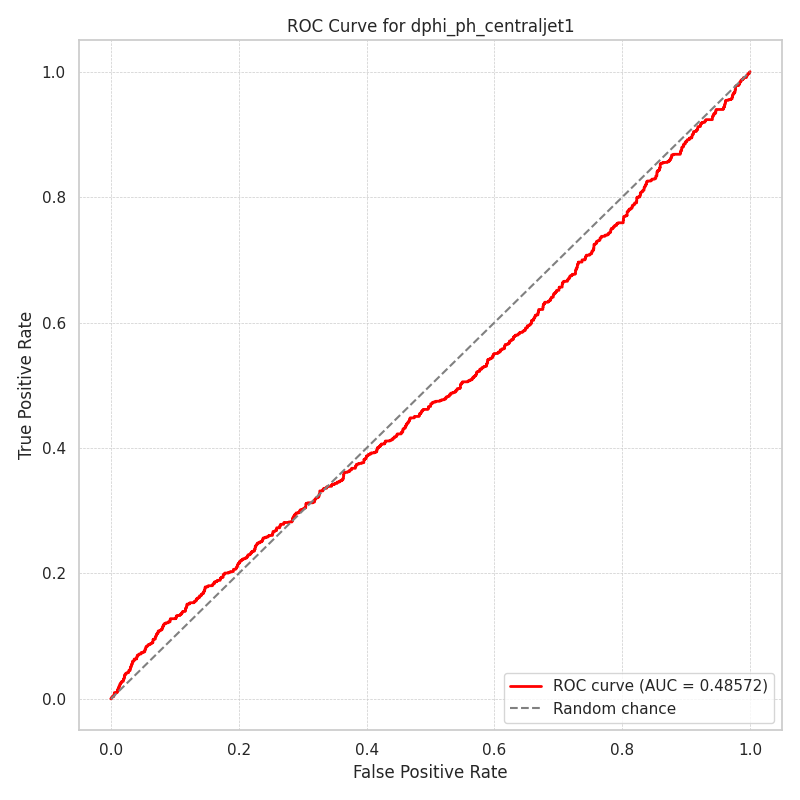 ROC Curve for dphi_ph_centraljet1
True Positive Rate
1.0
0.8
0.6
0.4
0.2
0.0
ROC curve (AUC = 0.48572)
Random chance
0.0 0.2 0.4 0.6 0.8 1.0
False Positive Rate